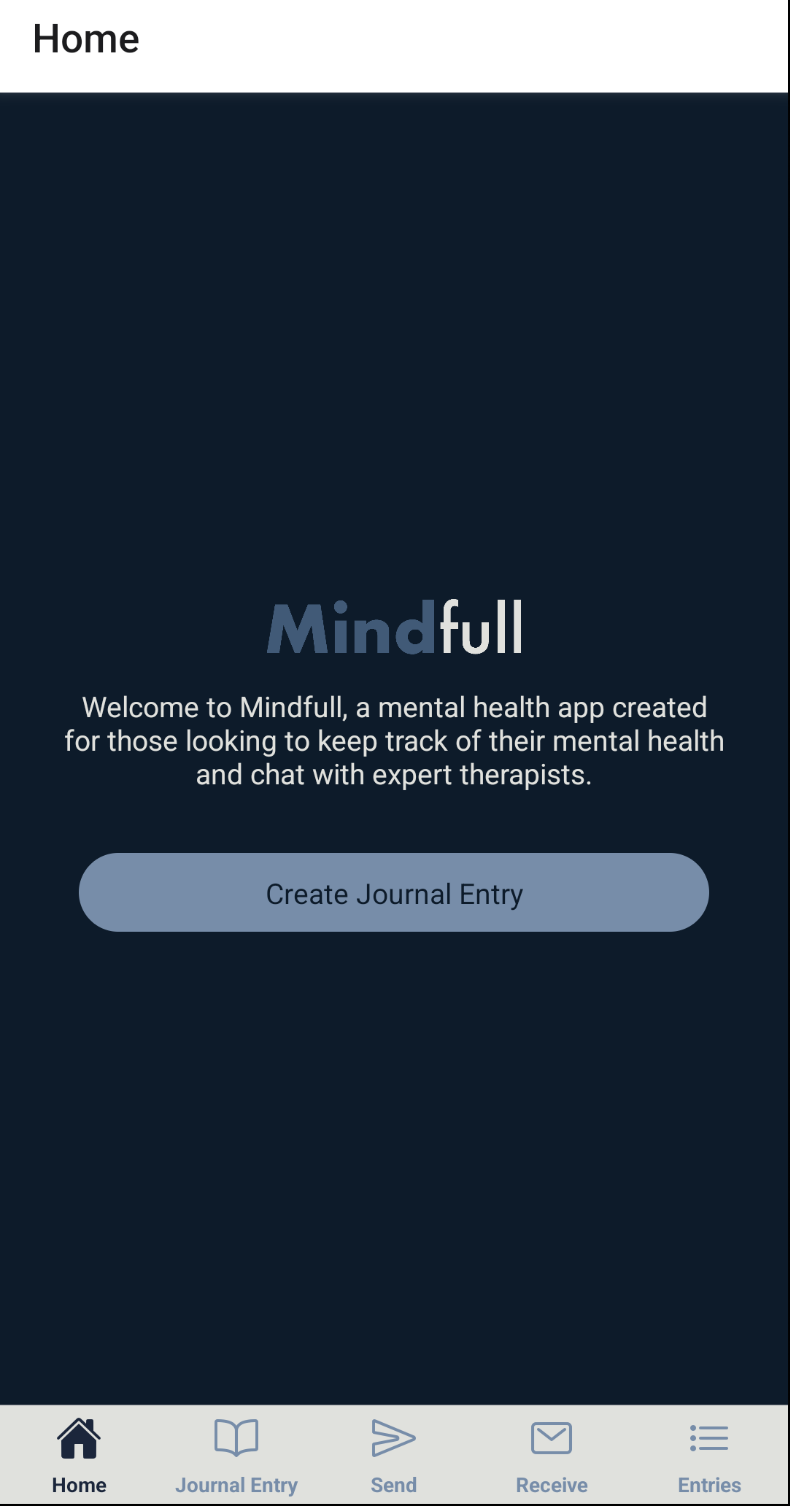 Home
Mindfull
Welcome to Mindfull, a mental health app created
for those looking to keep track of their mental health
and chat with expert therapists.
Create Journal Entry
Home
Journal Entry
Send
Receive
Entries